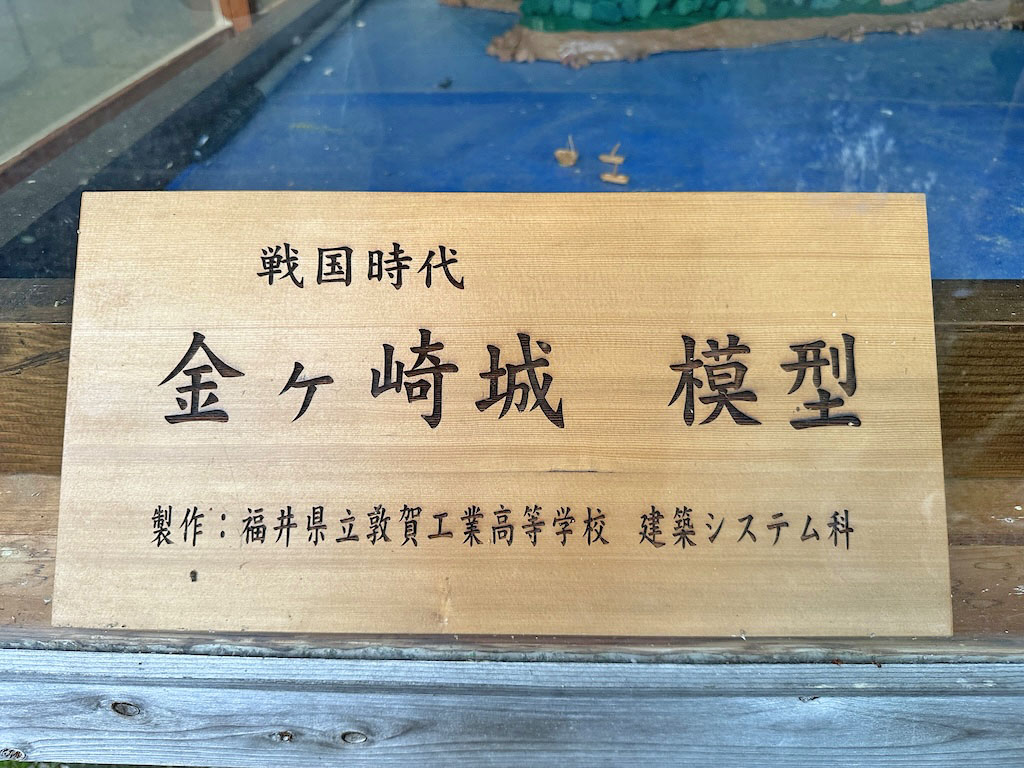 戦国時代
金ヶ崎城　模型
製作：福井県立敦賀工業高等学校　建築システム科